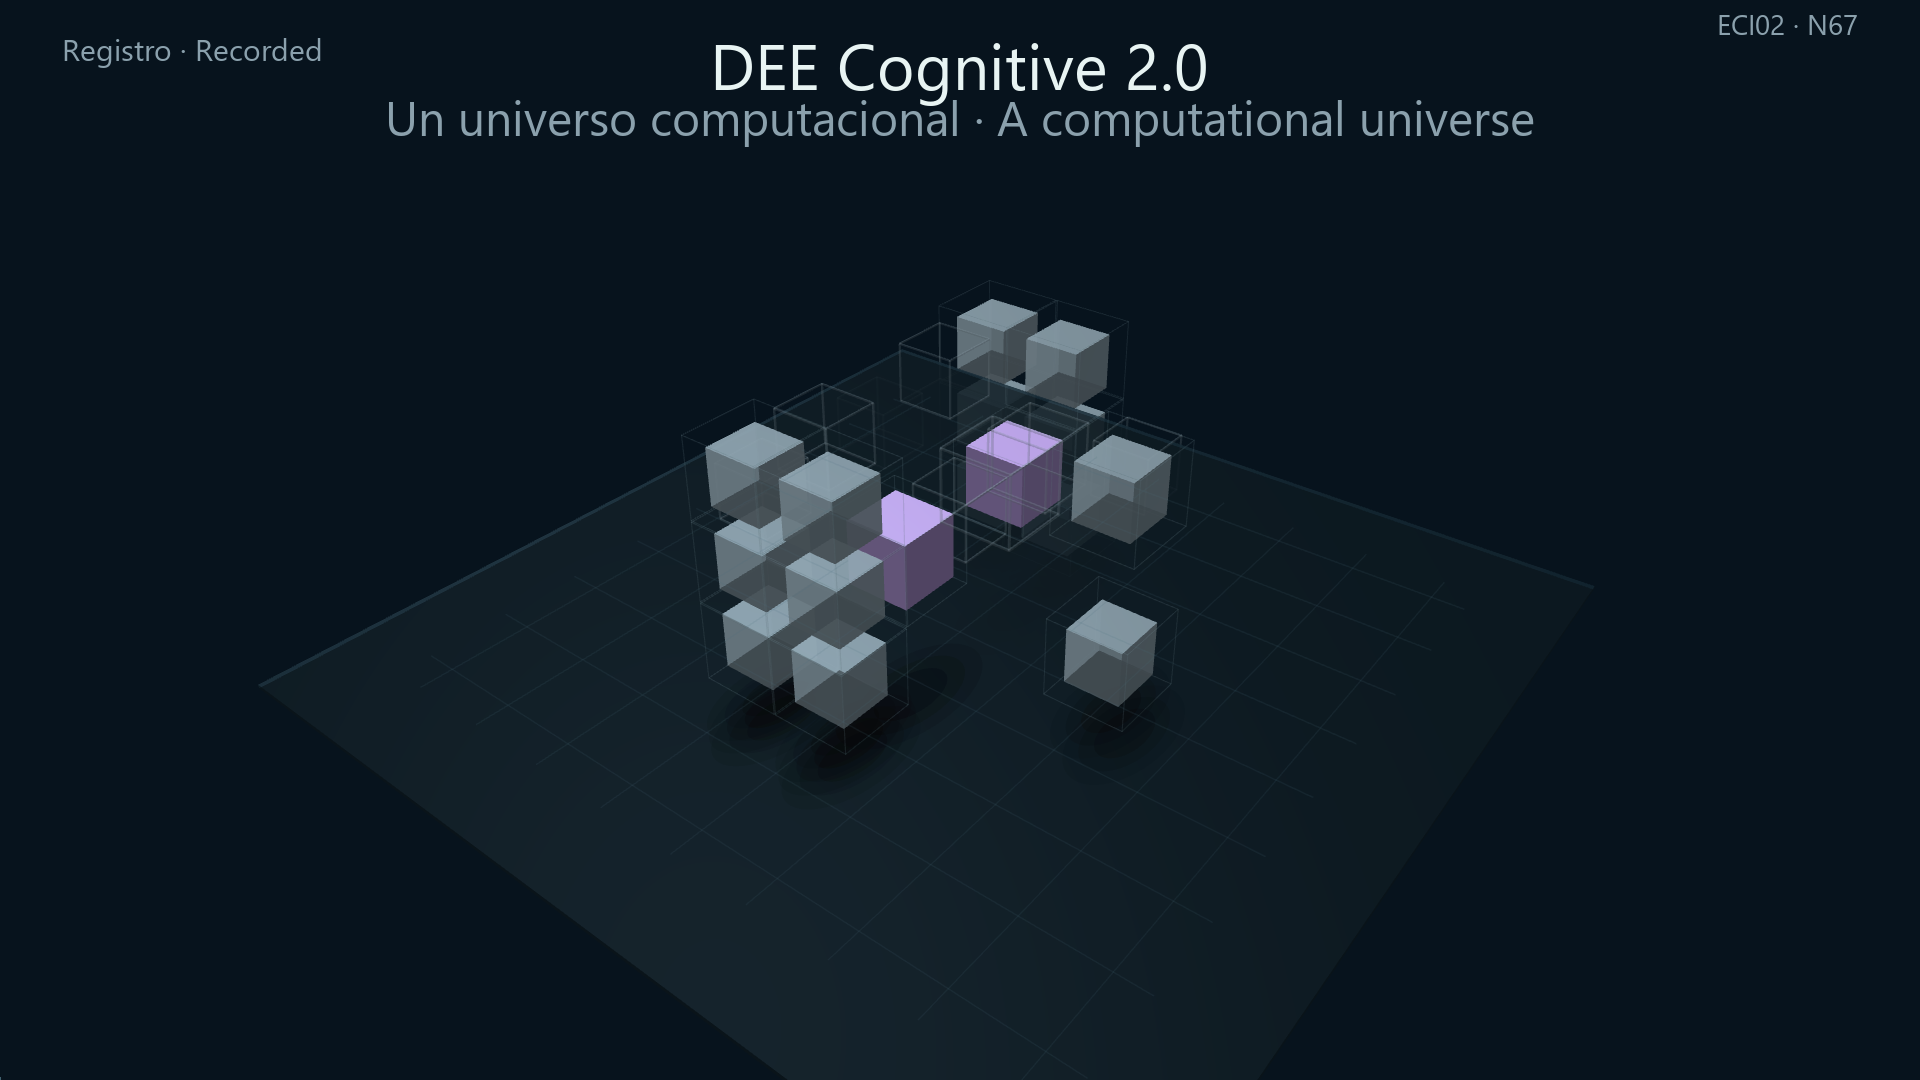 Registro · Recorded
DEE Cognitive 2.0
ECI02 · N67
Un universo computacional · A computational universe